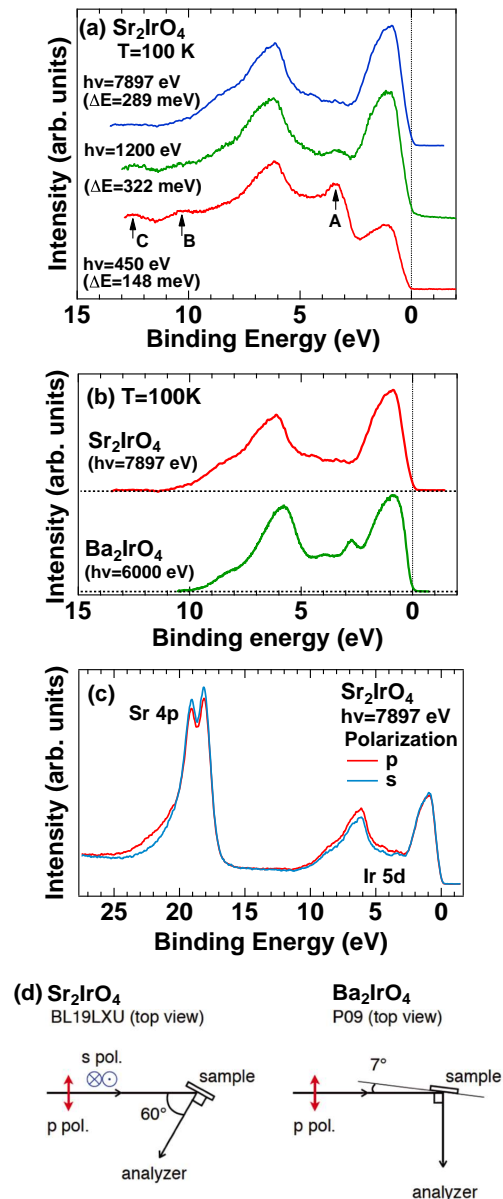 (a) Sr2IrO4
T=100 K
hν=7897 eV
(ΔE=289 meV)
hν=1200 eV
(ΔE=322 meV)
C B A
hν=450 eV
(ΔE=148 meV)
Intensity (arb. units)
15 10 5 0
Binding Energy (eV)
(b) T=100K
Sr2IrO4
(hν=7897 eV)
Ba2IrO4
(hν=6000 eV)
Intensity (arb. units)
15 10 5 0
Binding energy (eV)
(c)
Sr2IrO4
hν=7897 eV
Polarization
p
s
Sr 4p
Ir 5d
Intensity (arb. units)
25 20 15 10 5 0
Binding Energy (eV)
(d) Sr2IrO4
BL19LXU (top view)
s pol.
sample
60°
p pol.
analyzer
Ba2IrO4
P09 (top view)
7°
sample
p pol.
analyzer